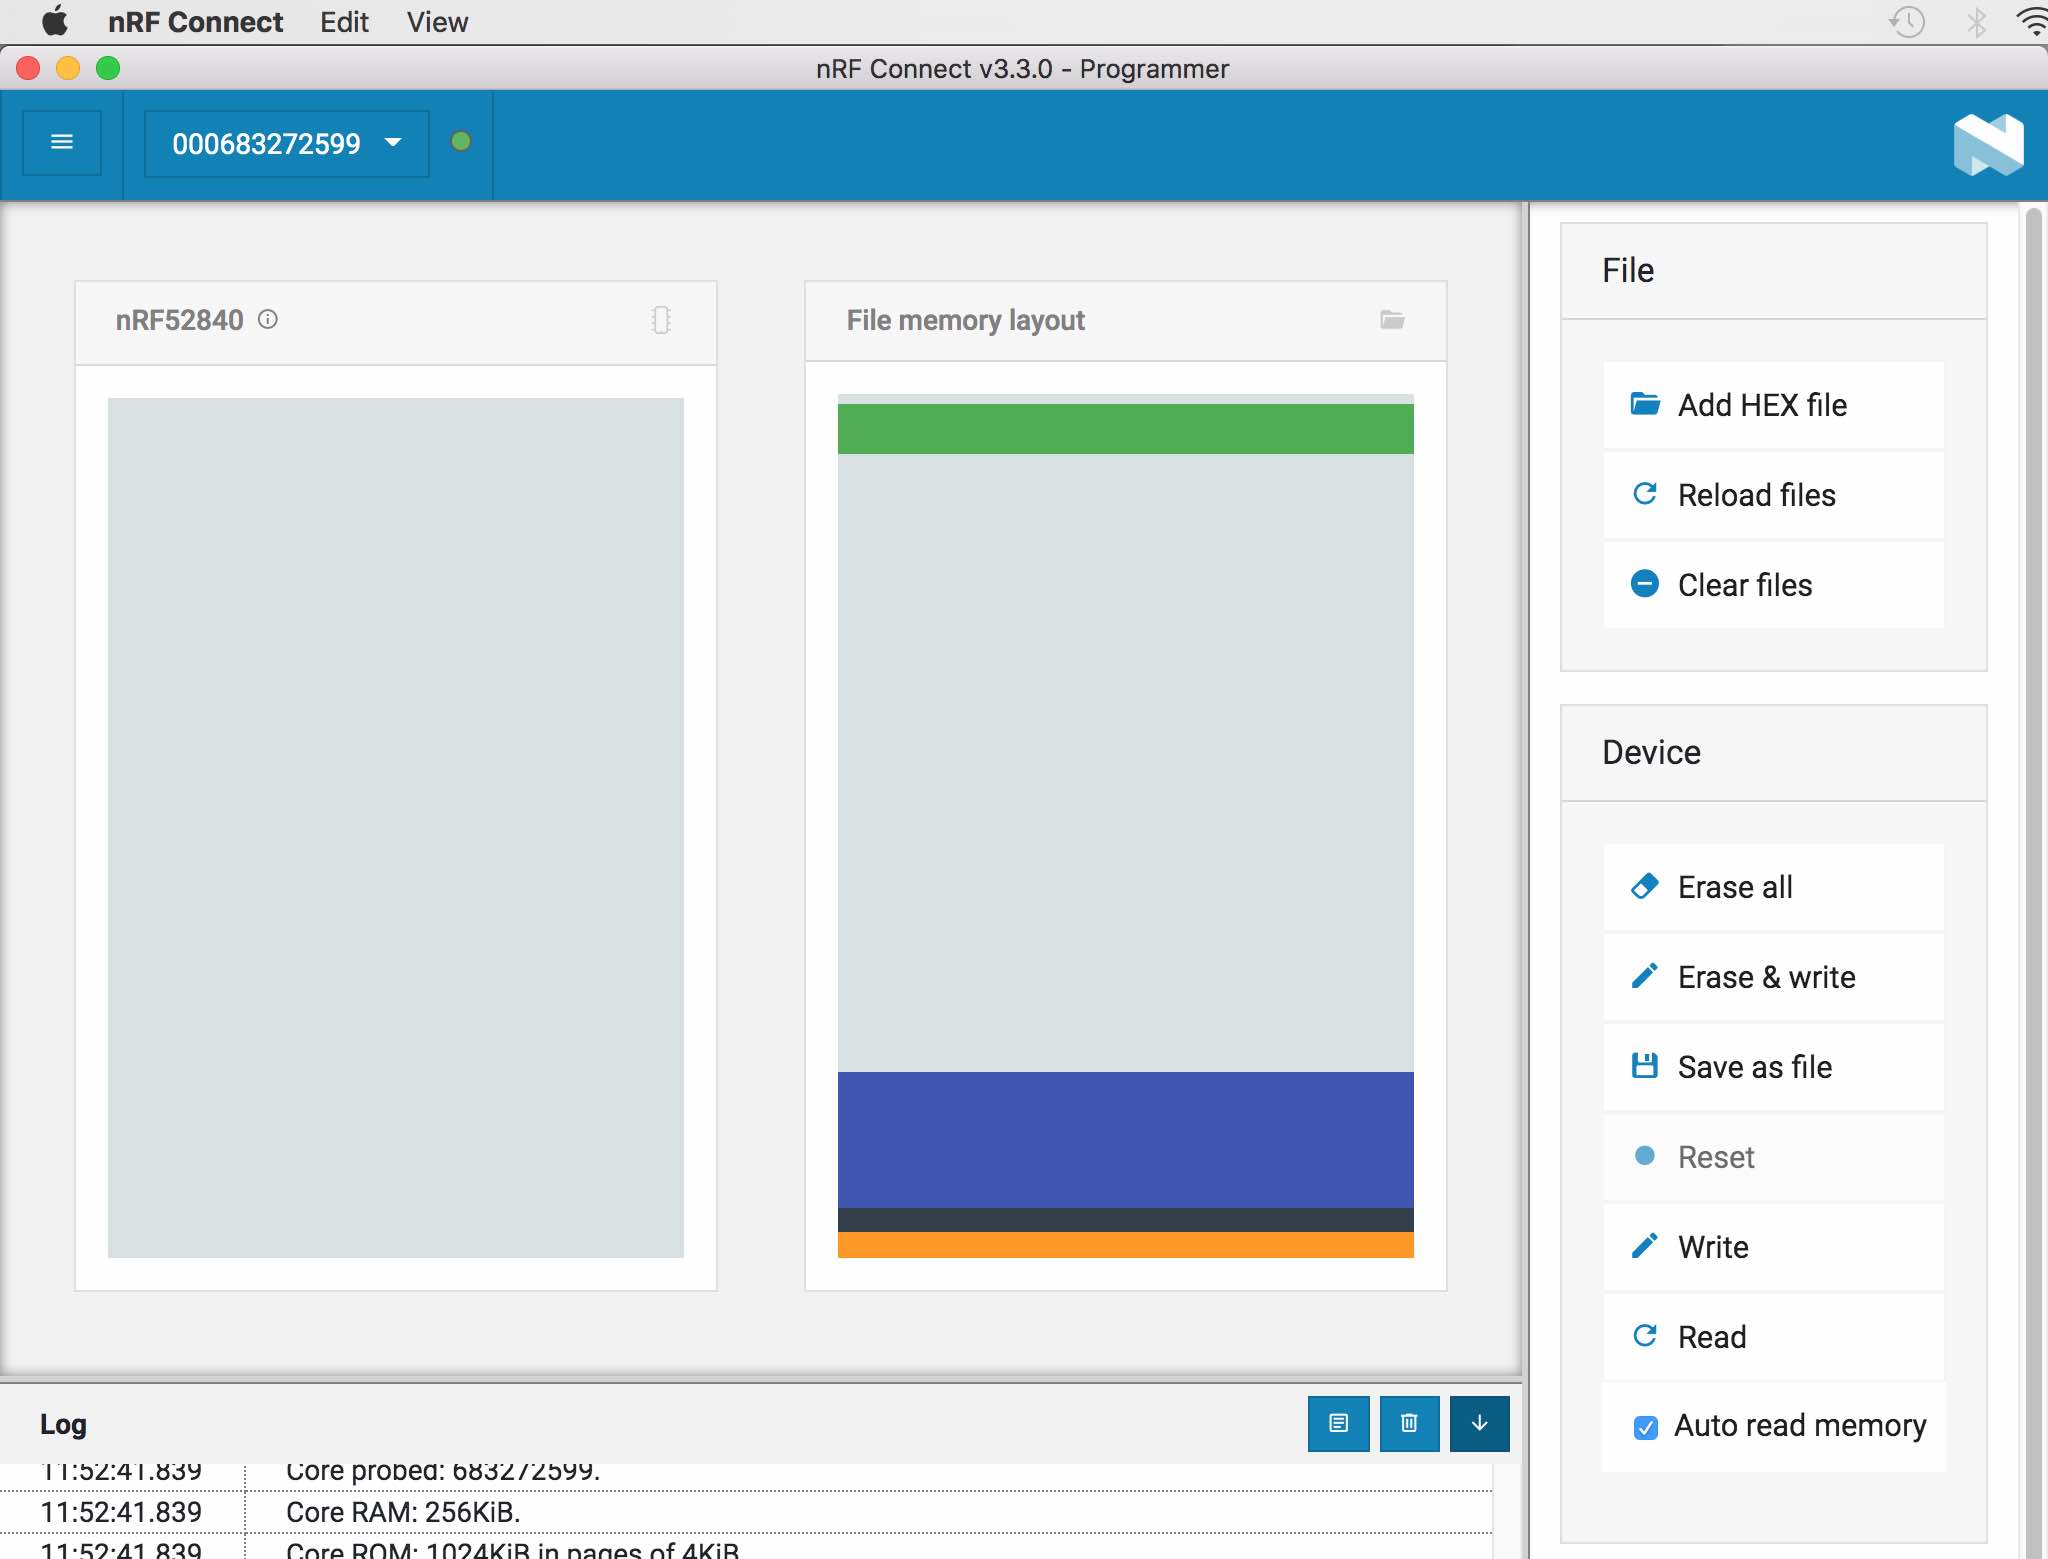 nRF Connect Edit View
nRF Connect v3.3.0 - Programmer
000683272599
nRF52840
File memory layout
File
Add HEX file
Reload files
Clear files
Device
Erase all
Erase & write
Save as file
Reset
Write
Read
Auto read memory
Log
11:52:41.839 Core probed: 683272599.
11:52:41.839 Core RAM: 256KiB.
11:52:41.839 Core ROM: 1024KiB in pages of 4KiB